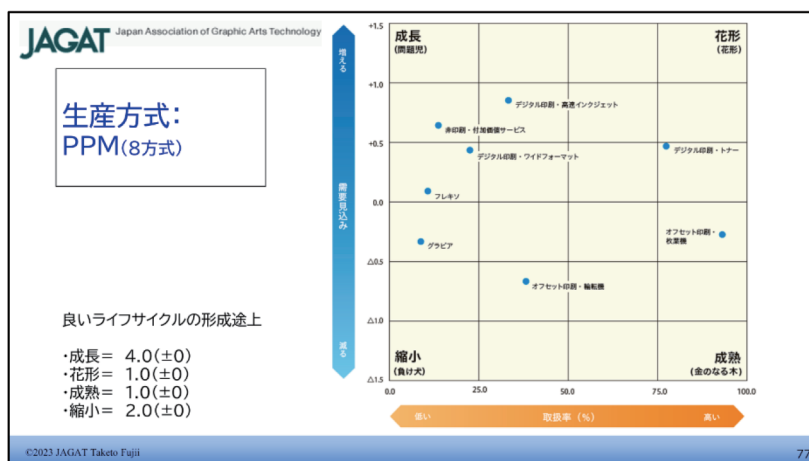 JAGAT Japan Association of Graphic Arts Technology
生産方式：
PPM(8方式)
良いライフサイクルの形成途上
・成長= 4.0(±0)
・花形= 1.0(±0)
・成熟= 1.0(±0)
・縮小= 2.0(±0)
増える
需要見込み
減る
+1.5
+1.0
+0.5
0.0
△0.5
△1.0
△1.5
成長
(問題児)
花形
(花形)
デジタル印刷・高速インクジェット
非印刷・付加価値サービス
デジタル印刷・ワイドフォーマット
デジタル印刷・トナー
フレキソ
グラビア
オフセット印刷・
枚葉機
オフセット印刷・輪転機
縮小
(負け犬)
成熟
(金のなる木)
0.0 25.0 50.0 75.0 100.0
低い 取扱率(%) 高い
©2023 JAGAT Taketo Fujii
77